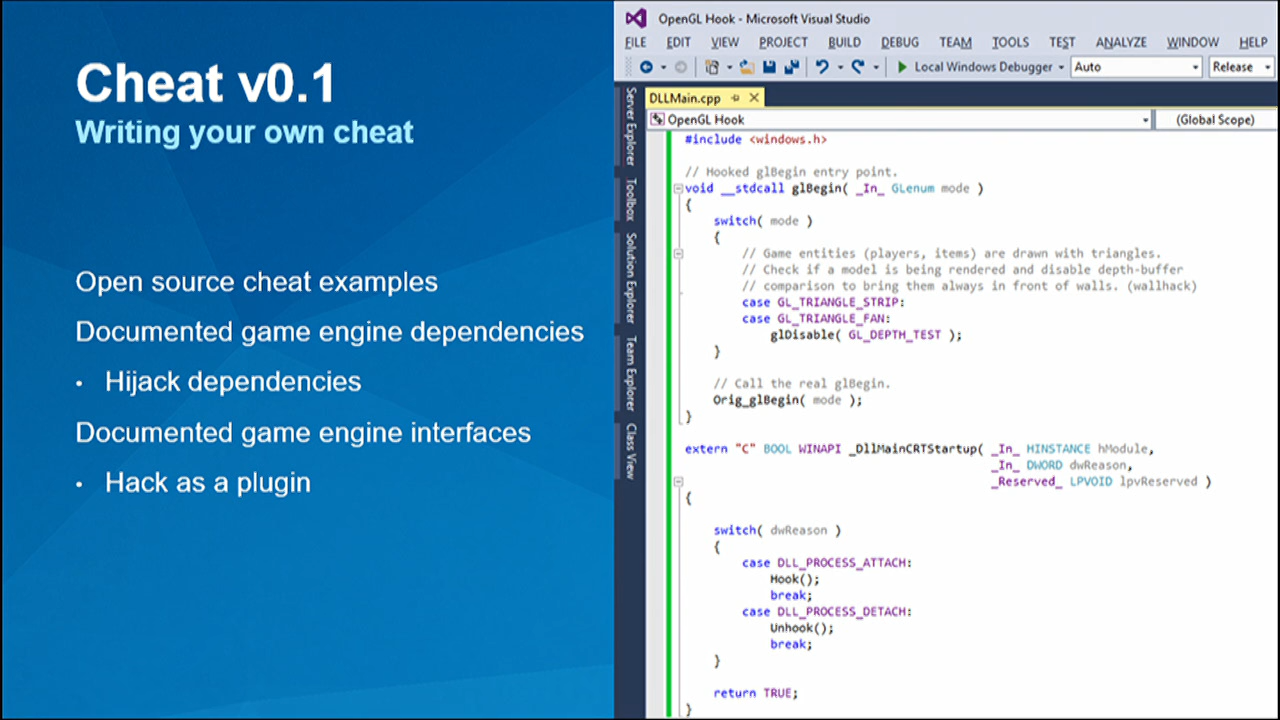 Cheat v0.1
Writing your own cheat
Open source cheat examples
Documented game engine dependencies
• Hijack dependencies
Documented game engine interfaces
• Hack as a plugin
OpenGL Hook - Microsoft Visual Studio
FILE EDIT VIEW PROJECT BUILD DEBUG TEAM TOOLS TEST ANALYZE WINDOW HELP
Local Windows Debugger Auto Release
Server Explorer
Toolbox
Solution Explorer
Team Explorer
Class View
DLLMain.cpp
OpenGL Hook (Global Scope)
#include <windows.h>
// Hooked glBegin entry point.
void __stdcall glBegin( _In_ GLenum mode )
{
switch( mode )
{
// Game entities (players, items) are drawn with triangles.
// Check if a model is being rendered and disable depth-buffer
// comparison to bring them always in front of walls. (wallhack)
case GL_TRIANGLE_STRIP:
case GL_TRIANGLE_FAN:
glDisable( GL_DEPTH_TEST );
}
// Call the real glBegin.
Orig_glBegin( mode );
}
extern "C" BOOL WINAPI _DllMainCRTStartup( _In_ HINSTANCE hModule,
_In_ DWORD dwReason,
_Reserved_ LPVOID lpvReserved )
{
switch( dwReason )
{
case DLL_PROCESS_ATTACH:
Hook();
break;
case DLL_PROCESS_DETACH:
Unhook();
break;
}
return TRUE;
}